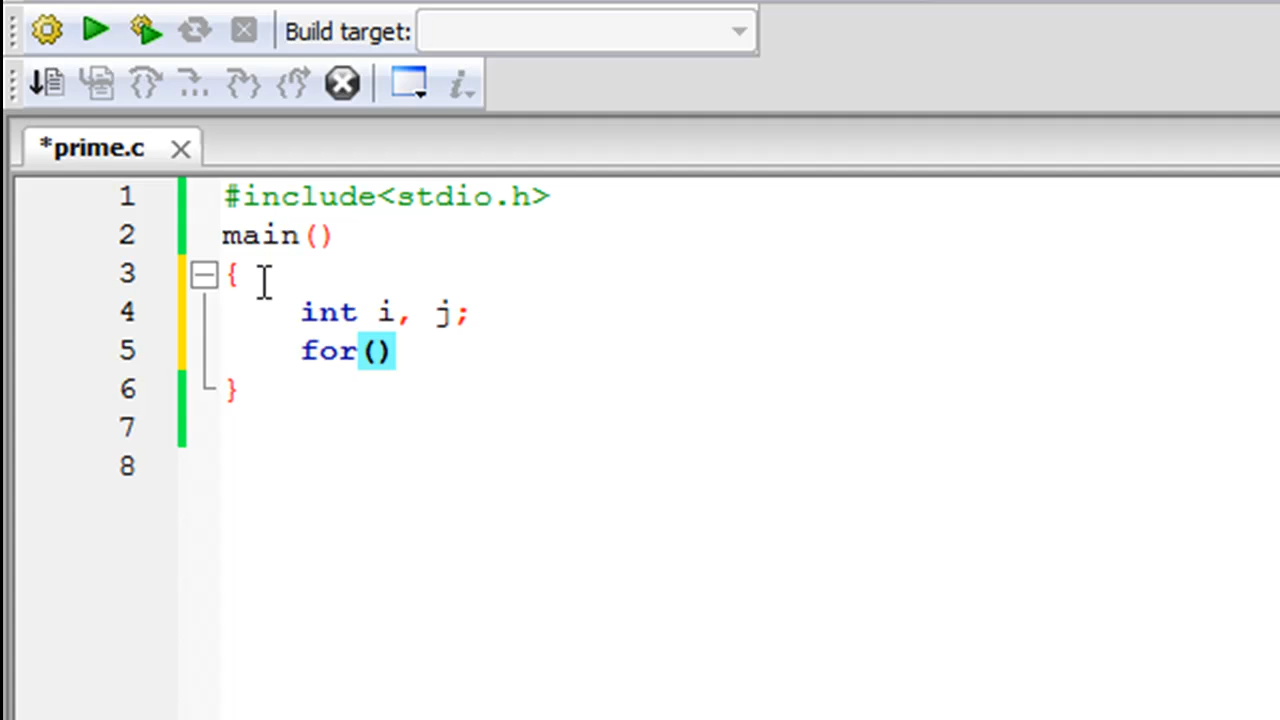 Build target:
*prime.c
1 #include<stdio.h>
2 main()
3 {
4 int i, j;
5 for()
6 }
7
8